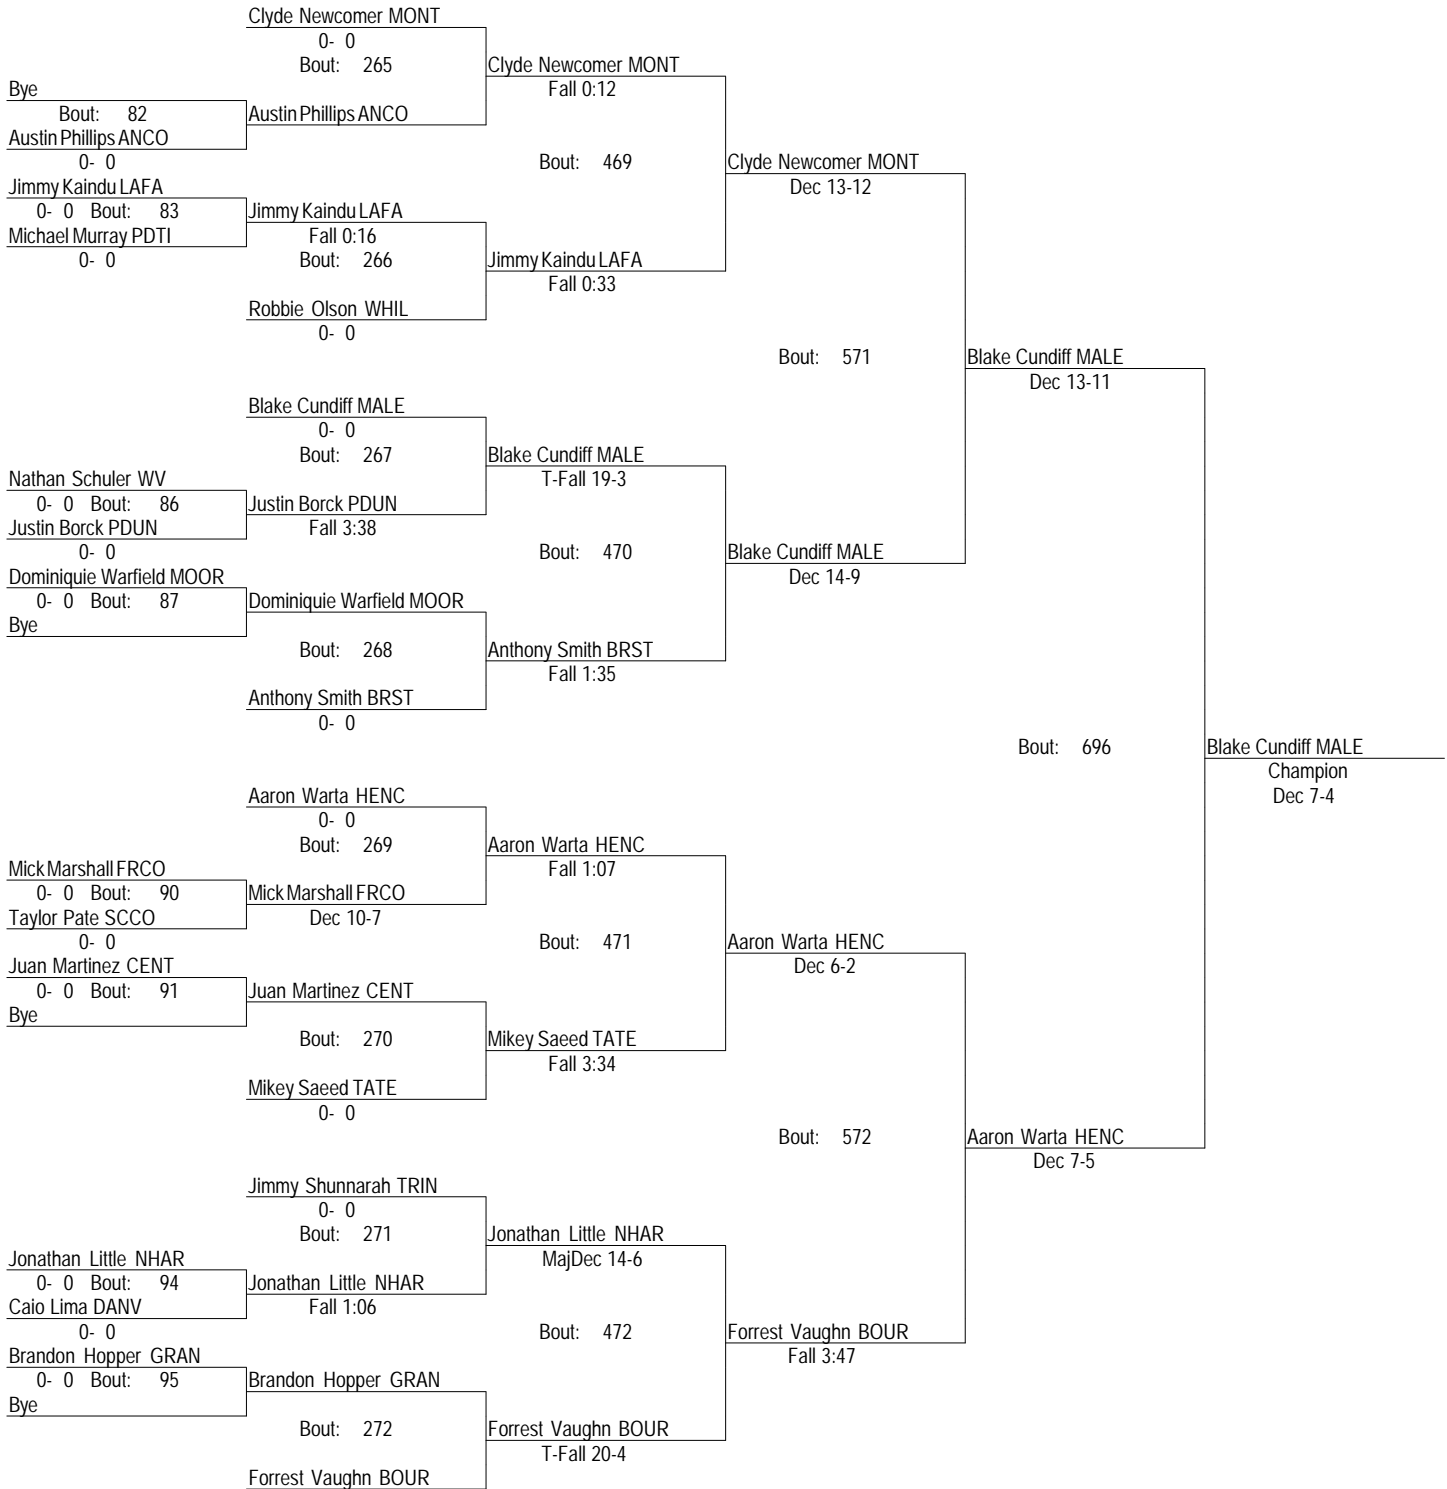 Clyde Newcomer MONT
0- 0
Bout: 265
Clyde Newcomer MONT
Fall 0:12
Bye
Bout: 82
Austin Phillips ANCO
Austin Phillips ANCO
0- 0
Bout: 469
Clyde Newcomer MONT
Dec 13-12
Jimmy Kaindu LAFA
0- 0 Bout: 83
Jimmy Kaindu LAFA
Michael Murray PDTI
Fall 0:16
0- 0
Bout: 266
Jimmy Kaindu LAFA
Fall 0:33
Robbie Olson WHIL
0- 0
Bout: 571
Blake Cundiff MALE
Dec 13-11
Blake Cundiff MALE
0- 0
Bout: 267
Blake Cundiff MALE
T-Fall 19-3
Nathan Schuler WV
0- 0 Bout: 86
Justin Borck PDUN
Justin Borck PDUN
Fall 3:38
0- 0
Bout: 470
Blake Cundiff MALE
Dec 14-9
Dominiquie Warfield MOOR
0- 0 Bout: 87
Dominiquie Warfield MOOR
Bye
Bout: 268
Anthony Smith BRST
Fall 1:35
Anthony Smith BRST
0- 0
Bout: 696
Blake Cundiff MALE
Champion
Dec 7-4
Aaron Warta HENC
0- 0
Bout: 269
Aaron Warta HENC
Fall 1:07
Mick Marshall FRCO
0- 0 Bout: 90
Mick Marshall FRCO
Taylor Pate SCCO
Dec 10-7
0- 0
Bout: 471
Aaron Warta HENC
Dec 6-2
Juan Martinez CENT
0- 0 Bout: 91
Juan Martinez CENT
Bye
Bout: 270
Mikey Saeed TATE
Fall 3:34
Mikey Saeed TATE
0- 0
Bout: 572
Aaron Warta HENC
Dec 7-5
Jimmy Shunnarah TRIN
0- 0
Bout: 271
Jonathan Little NHAR
MajDec 14-6
Jonathan Little NHAR
0- 0 Bout: 94
Jonathan Little NHAR
Caio Lima DANV
Fall 1:06
0- 0
Bout: 472
Forrest Vaughn BOUR
Fall 3:47
Brandon Hopper GRAN
0- 0 Bout: 95
Brandon Hopper GRAN
Bye
Bout: 272
Forrest Vaughn BOUR
T-Fall 20-4
Forrest Vaughn BOUR